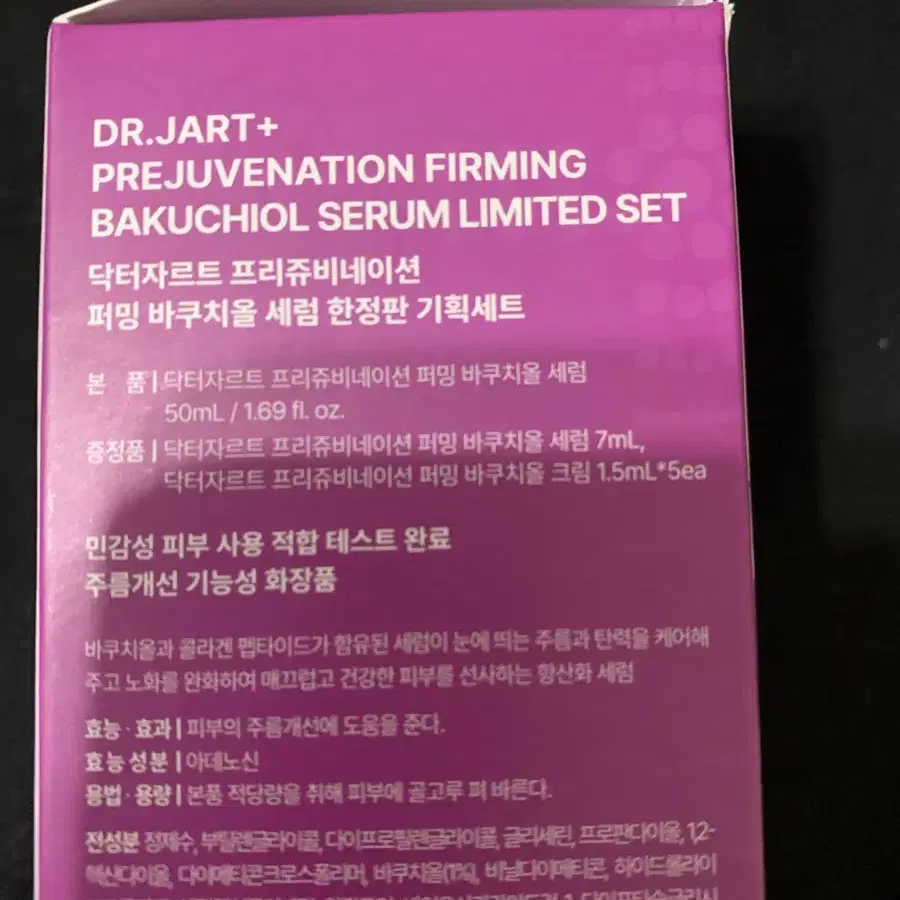 DR.JART+
PREJUVENATION FIRMING
BAKUCHIOL SERUM LIMITED SET
닥터자르트 프리쥬비네이션
퍼밍 바쿠치올 세럼 한정판 기획세트
본 품 | 닥터자르트 프리쥬비네이션 퍼밍 바쿠치올 세럼
50mL / 1.69 fl. oz.
증정품 | 닥터자르트 프리쥬비네이션 퍼밍 바쿠치올 세럼 7mL,
닥터자르트 프리쥬비네이션 퍼밍 바쿠치올 크림 1.5mL*5ea
민감성 피부 사용 적합 테스트 완료
주름개선 기능성 화장품
바쿠치올과 콜라겐 펩타이드가 함유된 세럼이 눈에 띄는 주름과 탄력을 케어해
주고 노화를 완화하여 매끄럽고 건강한 피부를 선사하는 항산화 세럼
효능 · 효과 | 피부의 주름개선에 도움을 준다.
효능성분 | 아데노신
용법 · 용량 | 본품 적당량을 취해 피부에 골고루 펴 바른다.
전성분 정제수, 부틸렌글라이콜, 다이프로필렌글라이콜, 글리세린, 프로판다이올, 1,2-
헥산다이올, 다이메티콘크로스폴리머, 바쿠치올(1%), 비닐다이메티콘, 하이드롤라이